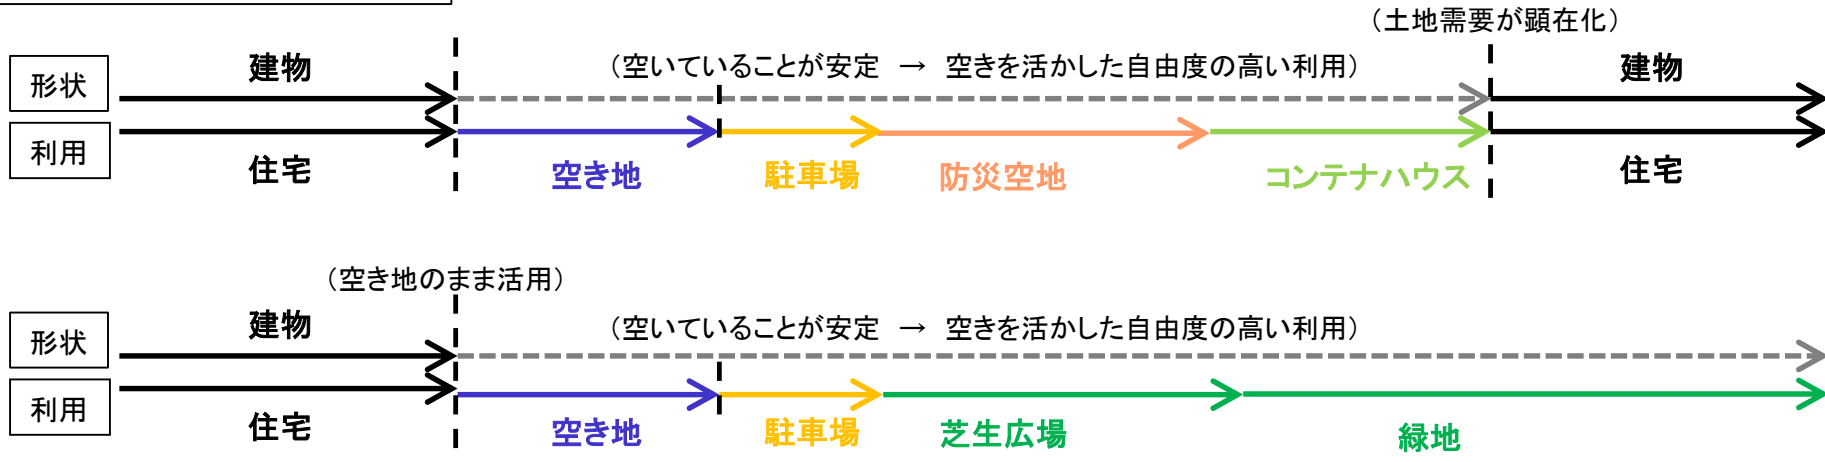 （土地需要が顕在化）
形状
建物
（空いていることが安定 → 空きを活かした自由度の高い利用）
建物
利用
住宅
空き地
駐車場
防災空地
コンテナハウス
住宅
（空き地のまま活用）
形状
建物
（空いていることが安定 → 空きを活かした自由度の高い利用）
利用
住宅
空き地
駐車場
芝生広場
緑地